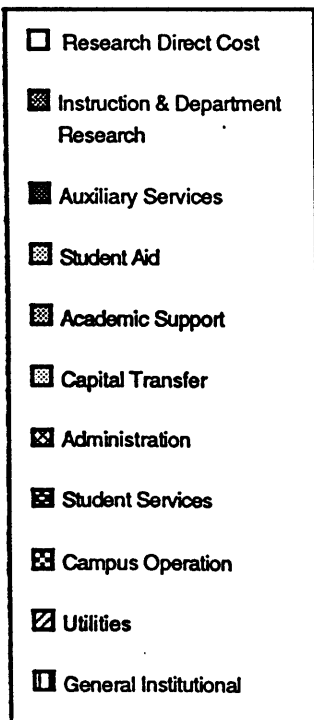 Research Direct Cost
Instruction & Department
Research
Auxiliary Services
Student Aid
Academic Support
Capital Transfer
Administration
Student Services
Campus Operation
Utilities
General Institutional